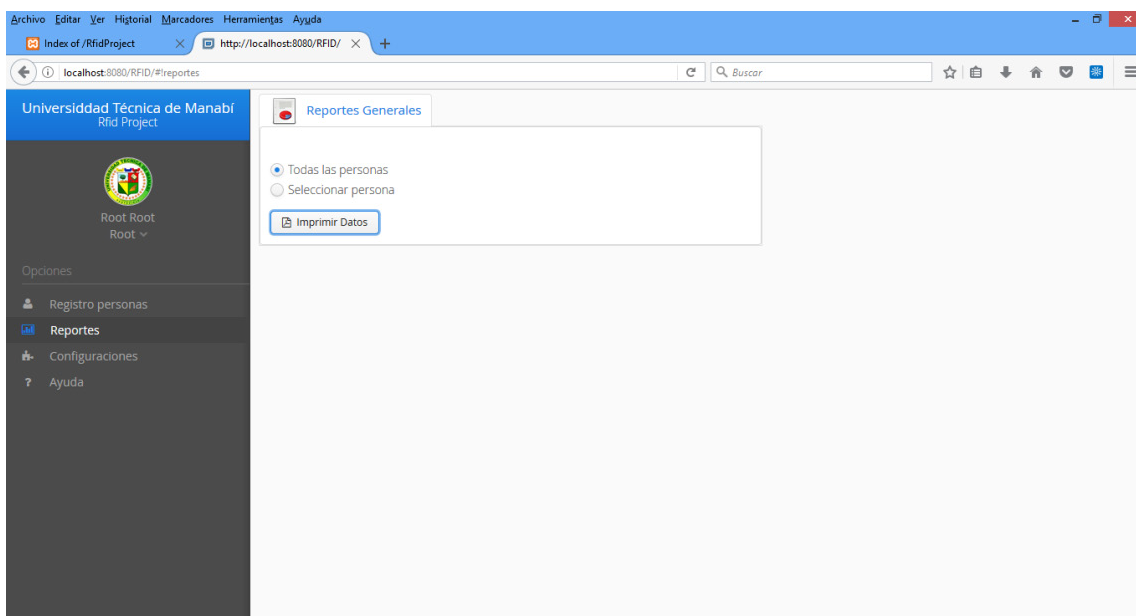 Archivo Editar Ver Historial Marcadores Herramientas Ayuda
Index of /RfidProject
http://localhost:8080/RFID/
localhost:8080/RFID/#!reportes
Buscar
Universiddad Técnica de Manabí
Rfid Project
Root Root
Root
Opciones
Registro personas
Reportes
Configuraciones
? Ayuda
Reportes Generales
Todas las personas
Seleccionar persona
Imprimir Datos